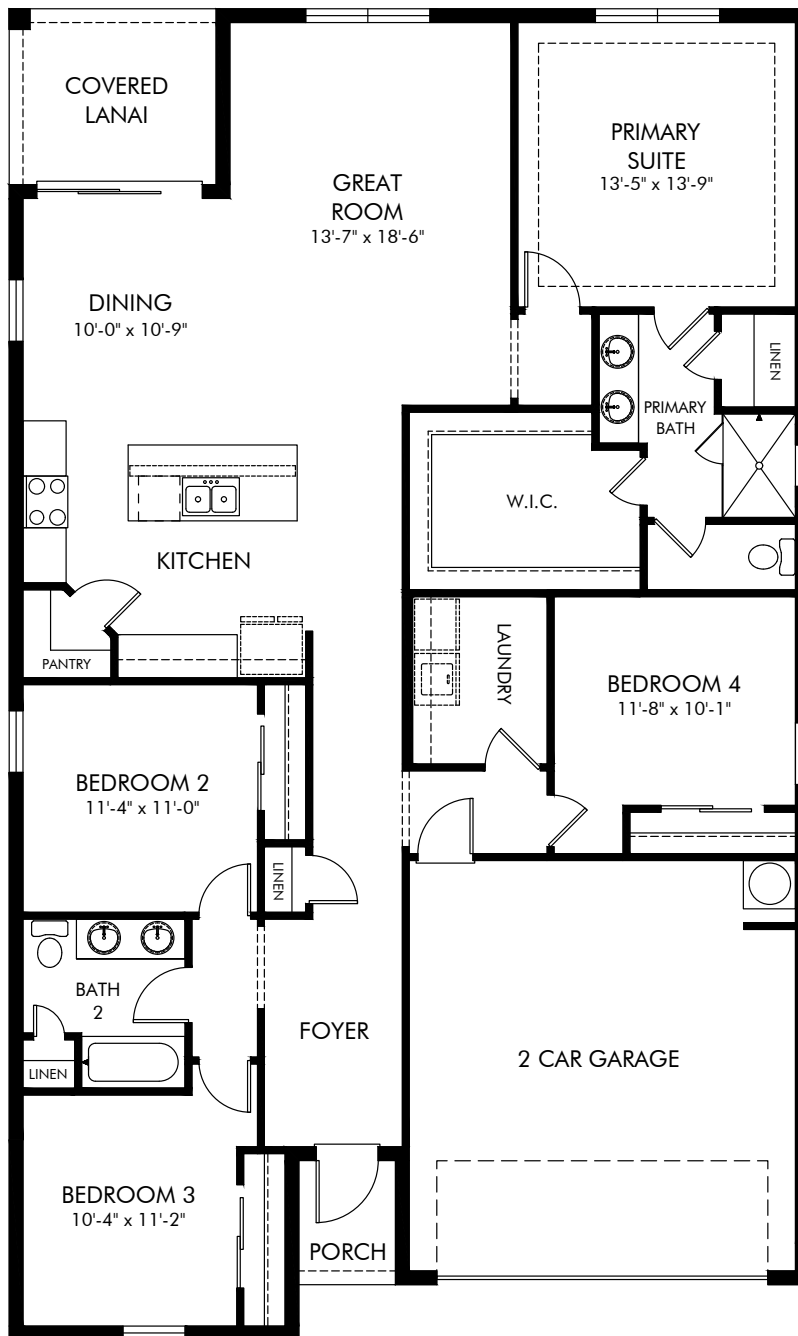 COVERED
LANAI
PRIMARY
SUITE
13'-5" x 13'-9"
GREAT
ROOM
13'-7" x 18'-6"
DINING
10'-0" x 10'-9"
LINEN
PRIMARY
BATH
W.I.C.
KITCHEN
PANTRY
LAUNDRY
BEDROOM 4
11'-8" x 10'-1"
BEDROOM 2
11'-4" x 11'-0"
LINEN
BATH
2
FOYER
2 CAR GARAGE
LINEN
BEDROOM 3
10'-4" x 11'-2"
PORCH